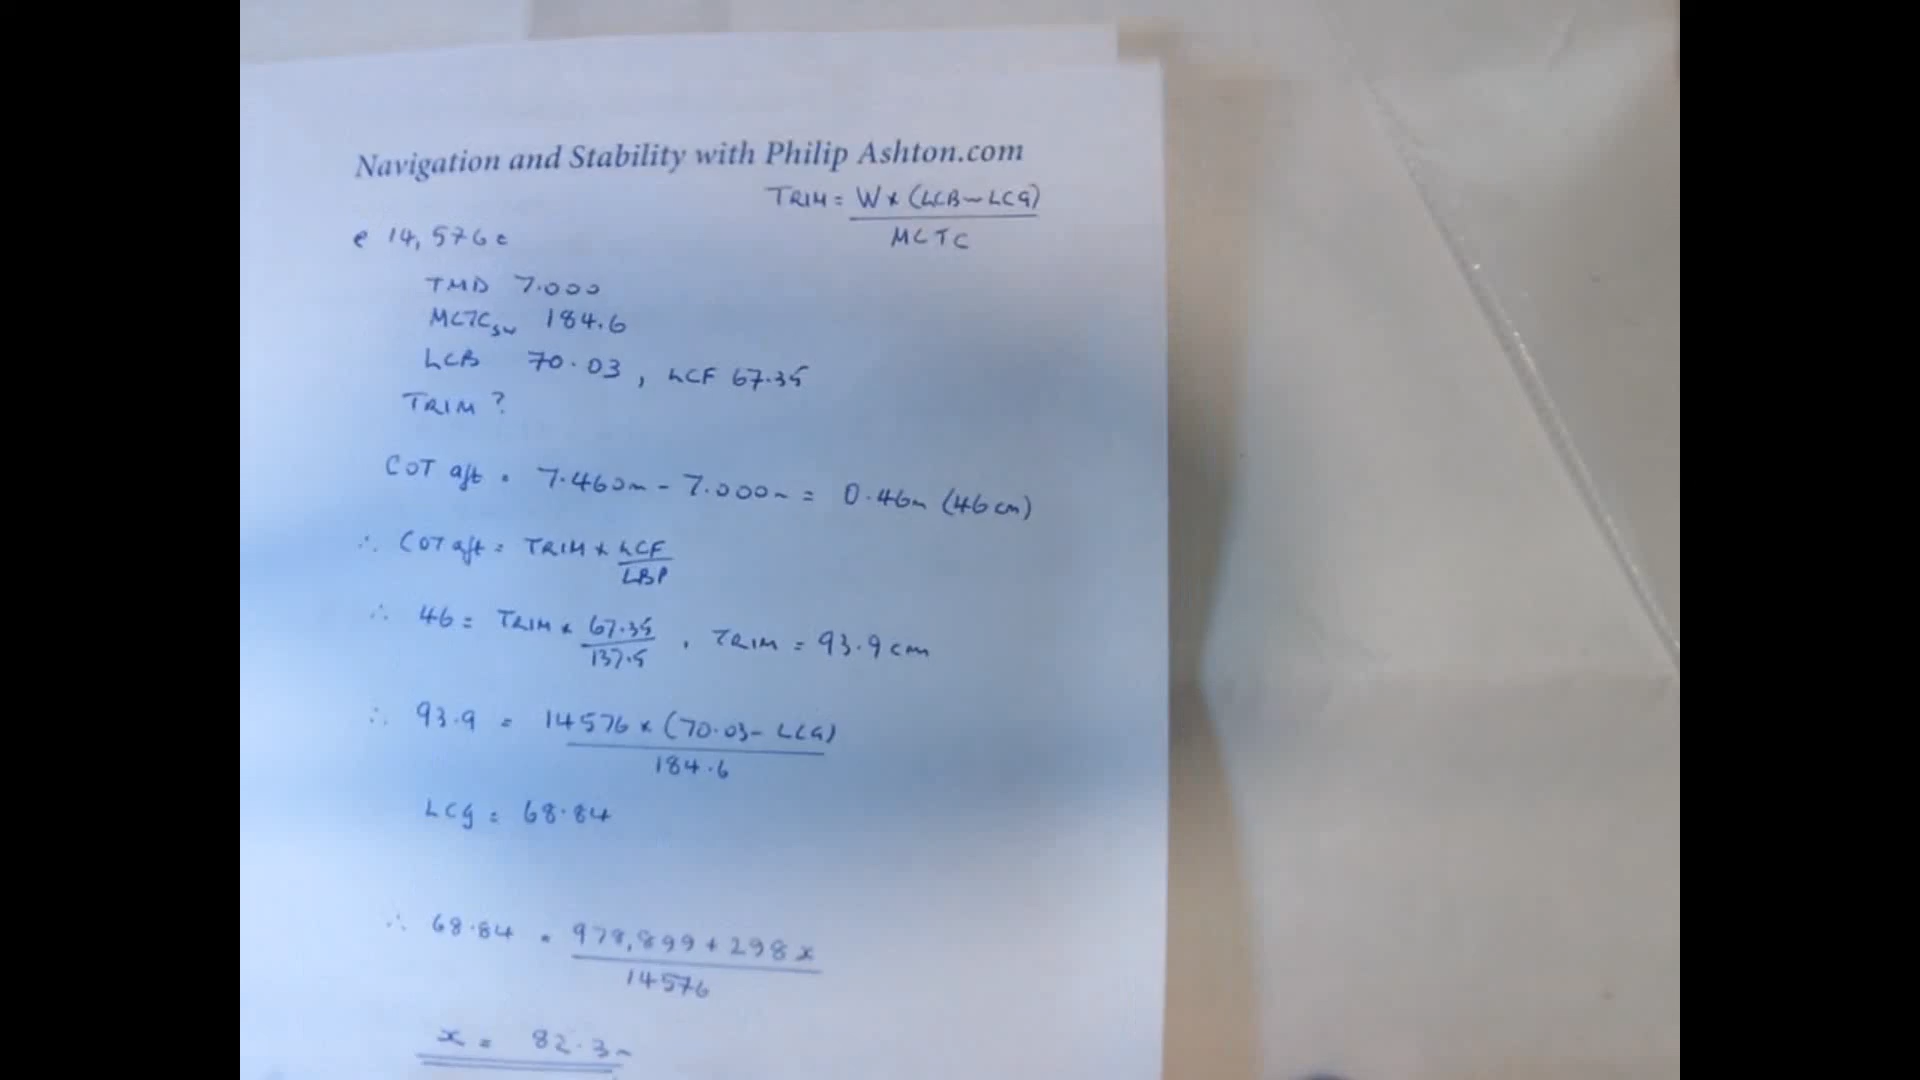 Navigation and Stability with Philip Ashton.com
TRIM = W x (LCB ~ LCG)
MCTC
@ 14,576t
TMD 7.000
MCTCsw 184.6
LCB 70.03, LCF 67.35
TRIM ?
COT aft = 7.460m - 7.000m = 0.46m (46cm)
∴ COT aft = TRIM x LCF
LBP
∴ 46 = TRIM x 67.35
137.5
, TRIM = 93.9cm
∴ 93.9 = 14576 x (70.03 - LCG)
184.6
LCG = 68.84
∴ 68.84 = 978,899 + 298x
14576
x = 82.3m